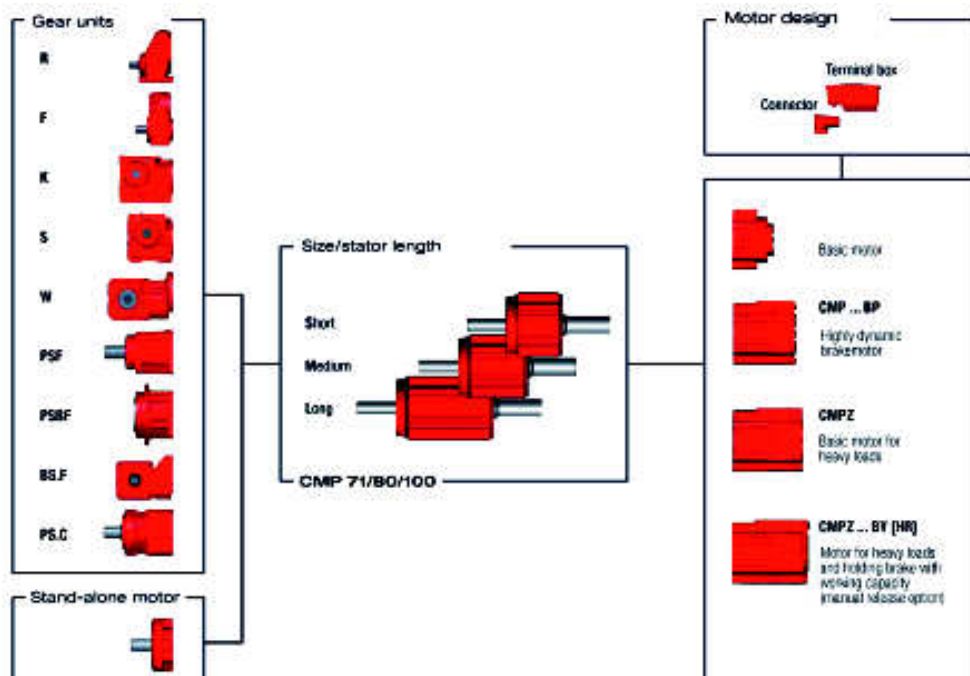 Gear units
R
F
K
S
W
PSF
PSBF
BS.F
PS.C
Stand-alone motor
Size/stator length
Short
Medium
Long
CMP 71/80/100
Motor design
Terminal box
Connector
Basic motor
CMP ... BP
Highly dynamic
brakemotor
CMPZ
Basic motor for
heavy loads
CMPZ ... BY (HR)
Motor for heavy loads
and holding brake with
working capacity
(manual release option)